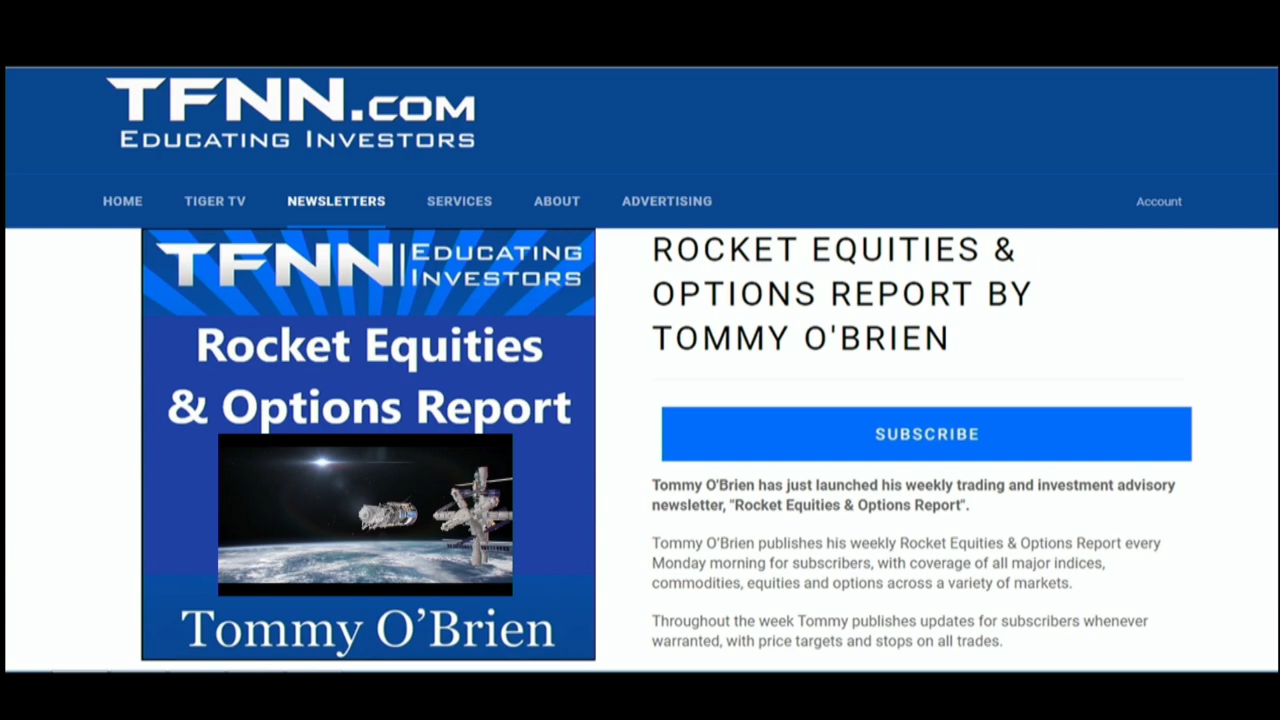 TFNN.COM
EDUCATING INVESTORS
HOME TIGER TV NEWSLETTERS SERVICES ABOUT ADVERTISING Account
TFNN EDUCATING
INVESTORS
Rocket Equities
& Options Report
Tommy O’Brien
ROCKET EQUITIES &
OPTIONS REPORT BY
TOMMY O'BRIEN
SUBSCRIBE
Tommy O'Brien has just launched his weekly trading and investment advisory
newsletter, "Rocket Equities & Options Report".
Tommy O'Brien publishes his weekly Rocket Equities & Options Report every
Monday morning for subscribers, with coverage of all major indices,
commodities, equities and options across a variety of markets.
Throughout the week Tommy publishes updates for subscribers whenever
warranted, with price targets and stops on all trades.